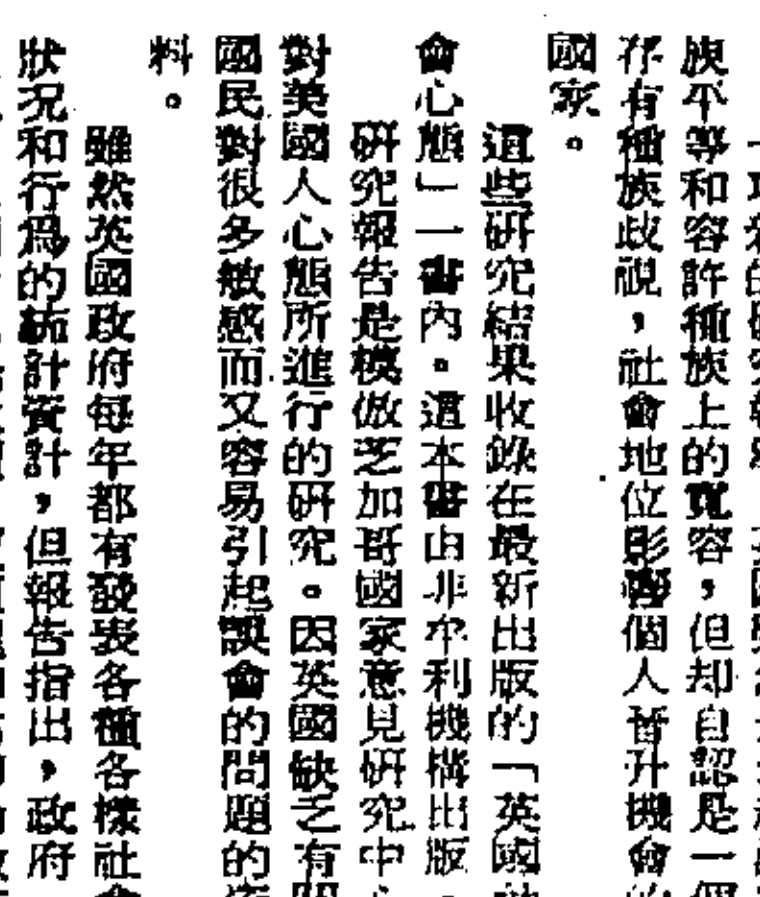 族平等和容許種族上的寬容，但却自認是一個
存有種族歧視，社會地位影響個人晉升機會的
國家。
這些研究結果收錄在最新出版的「英國社
會心態」一書內。這本書由非牟利機構出版。
研究報告是模倣芝加哥國家意見研究中心
對美國人心態所進行的研究。因英國缺乏有關
國民對很多敏感而又容易引起誤會的問題的資
料。
雖然英國政府每年都有發表各種各樣社會
狀況和行爲的統計資計，但報告指出，政府